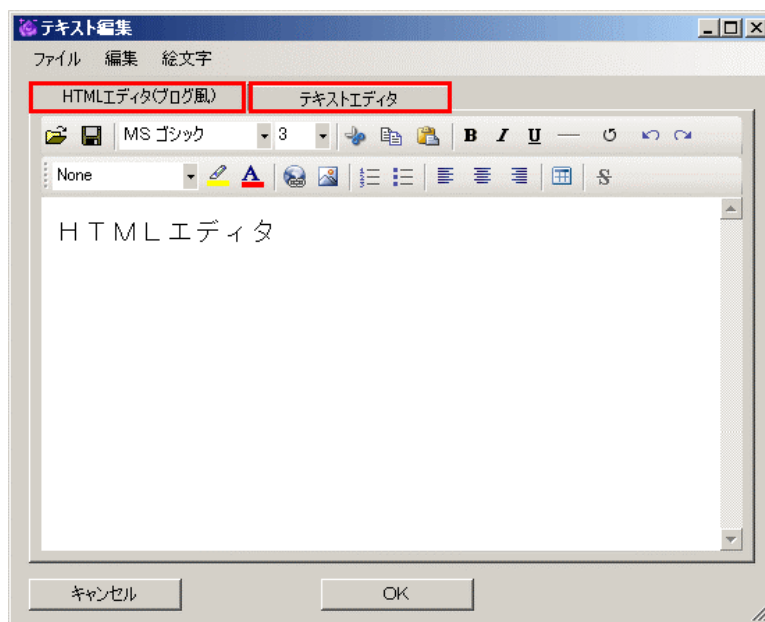 テキスト編集
ファイル 編集 絵文字
HTMLエディタ(ブログ風) テキストエディタ
MS ゴシック 3 B I U
None A S
HTMLエディタ
キャンセル OK